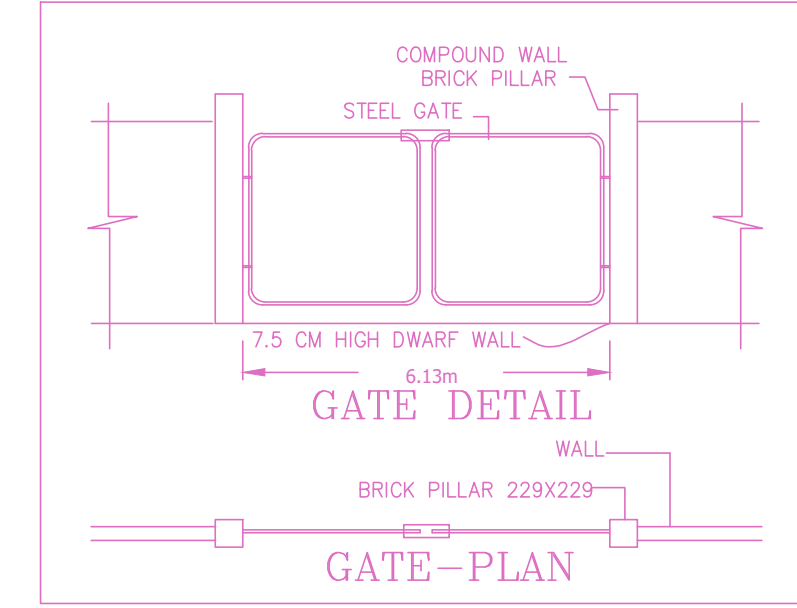 COMPOUND WALL
BRICK PILLAR
STEEL GATE
7.5 CM HIGH DWARF WALL
6.13m
GATE DETAIL
WALL
BRICK PILLAR 229X229
GATE-PLAN